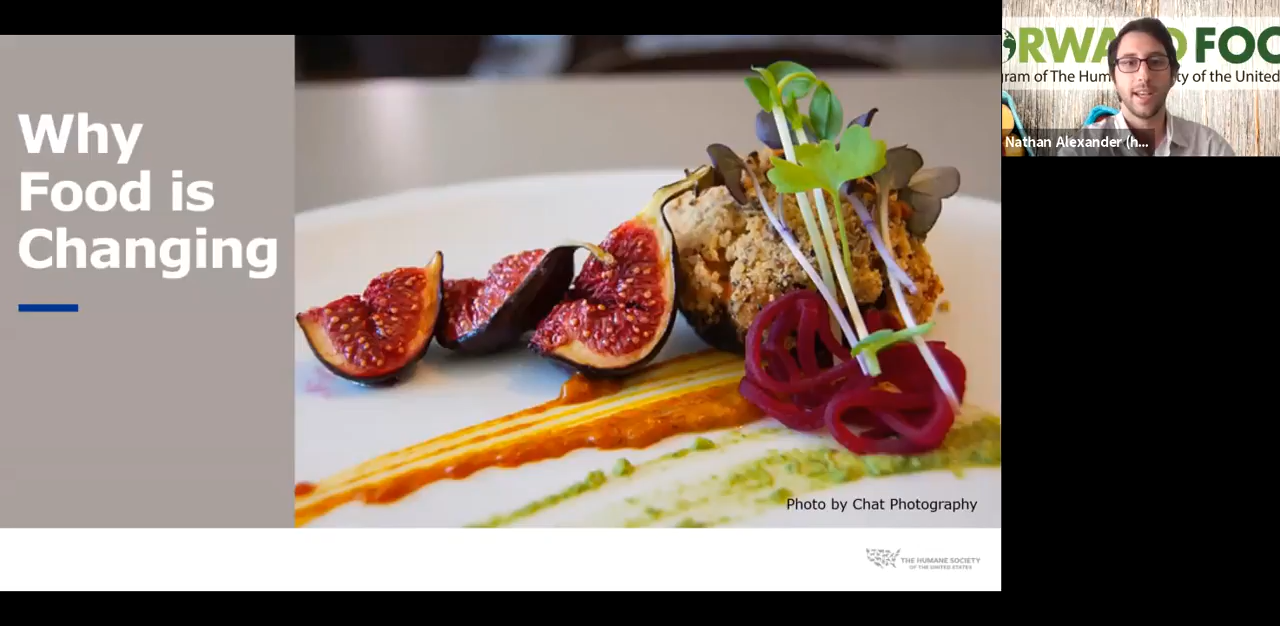 Why
Food is
Changing
Photo by Chat Photography
THE HUMANE SOCIETY
OF THE UNITED STATES
RWA D FOO
ram of The Hum ty of the United
Nathan Alexander (h...